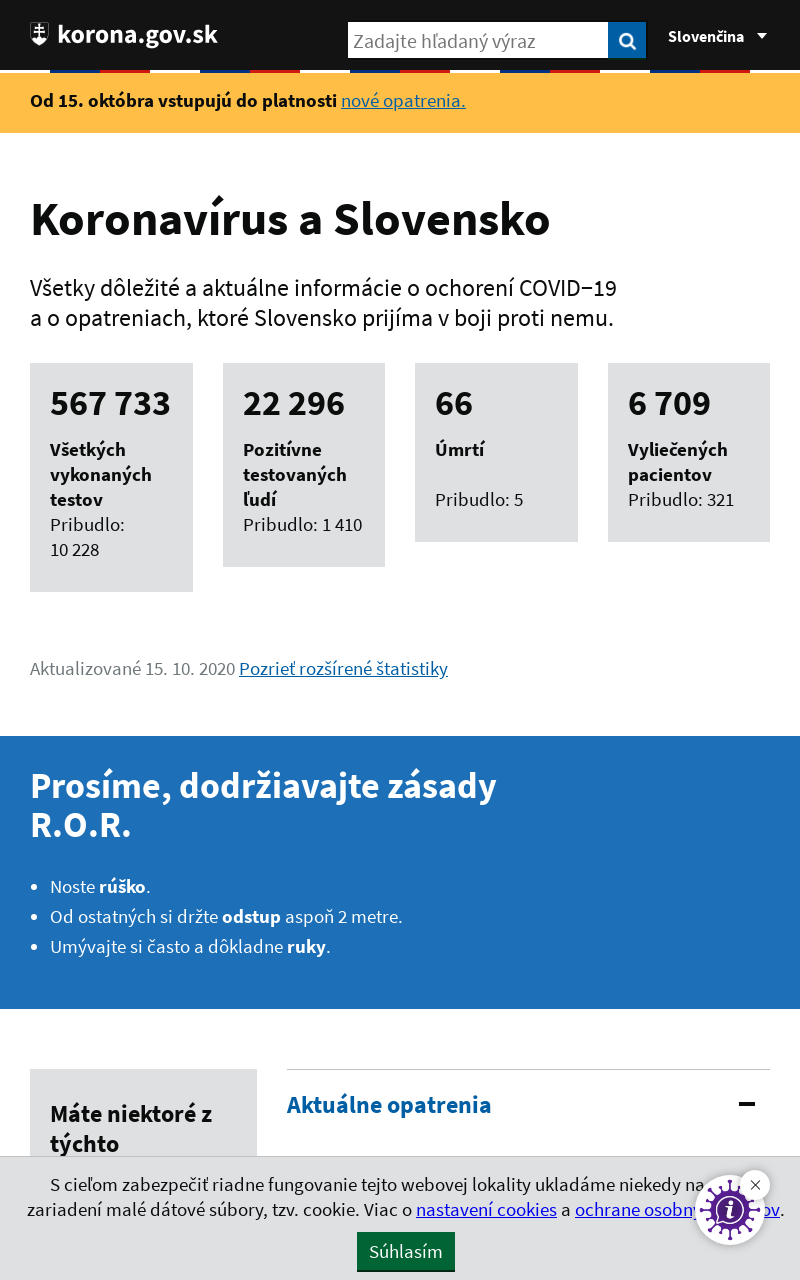 korona.gov.sk
Zadajte hľadaný výraz
Slovenčina
Od 15. októbra vstupujú do platnosti nové opatrenia.
Koronavírus a Slovensko
Všetky dôležité a aktuálne informácie o ochorení COVID–19
a o opatreniach, ktoré Slovensko prijíma v boji proti nemu.
567 733
Všetkých
vykonaných
testov
Pribudlo:
10 228
22 296
Pozitívne
testovaných
ľudí
Pribudlo: 1 410
66
Úmrtí
Pribudlo: 5
6 709
Vyliečených
pacientov
Pribudlo: 321
Aktualizované 15. 10. 2020 Pozrieť rozšírené štatistiky
Prosíme, dodržiavajte zásady
R.O.R.
Noste rúško.
Od ostatných si držte odstup aspoň 2 metre.
Umývajte si často a dôkladne ruky.
Máte niektoré z
týchto
Aktuálne opatrenia
S cieľom zabezpečiť riadne fungovanie tejto webovej lokality ukladáme niekedy na
zariadení malé dátové súbory, tzv. cookie. Viac o nastavení cookies a ochrane
Súhlasím